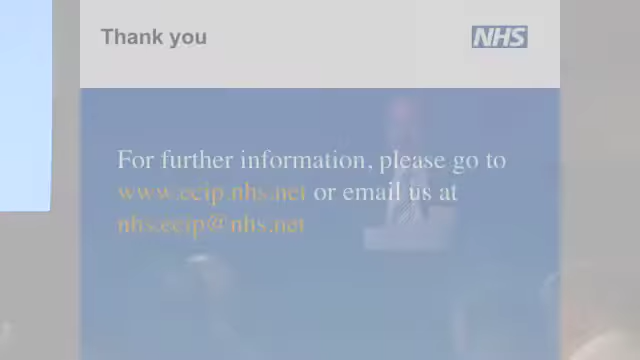 Thank you
NHS
For further information, please go to
www.ecip.nhs.net or email us at
nhs.ecip@nhs.net